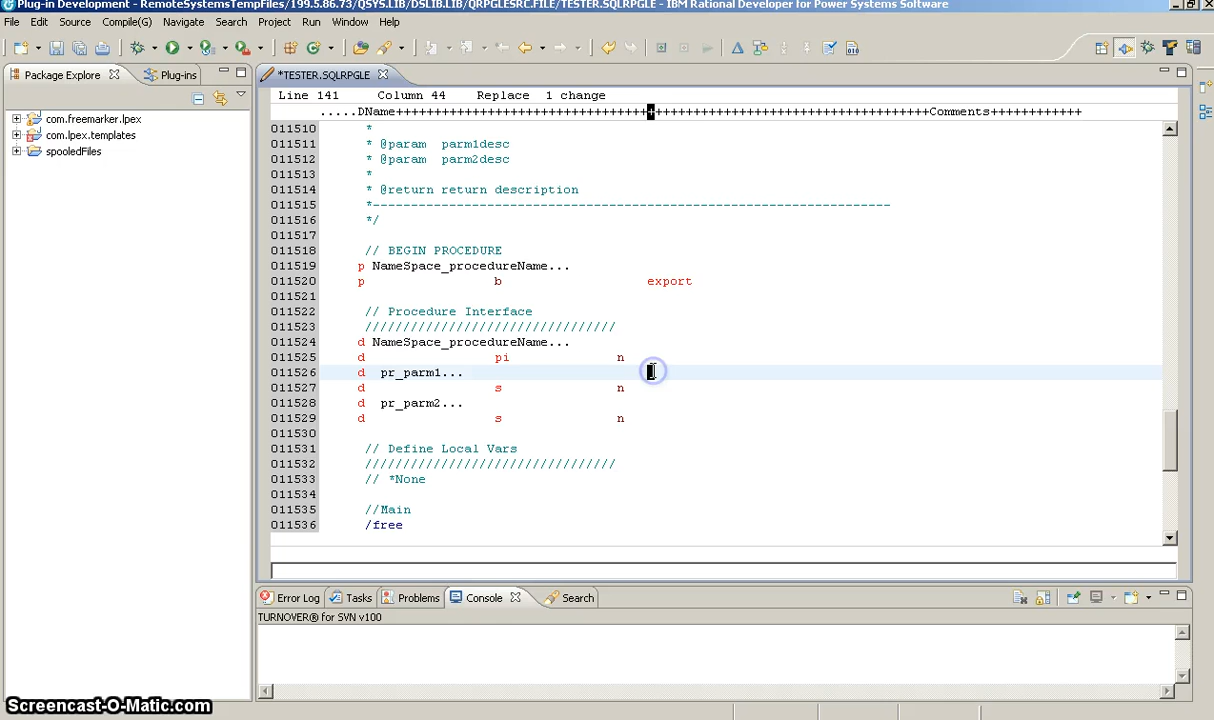 Plug-in Development - RemoteSystemsTempFiles/199.5.86.73/QSYS.LIB/DSLIB.LIB/QRPGLESRC.FILE/TESTER.SQLRPGLE - IBM Rational Developer for Power Systems Software
File Edit Source Compile(G) Navigate Search Project Run Window Help
Package Explore Plug-ins
com.freemarker.lpex
com.lpex.templates
spooledFiles
*TESTER.SQLRPGLE
Line 141 Column 44 Replace 1 change
.....DName+++++++++++++++++++++++++++++++++++++++++++++++++++++++++++++++++++++++Comments++++++++++++
011510 *
011511 * @param parm1desc
011512 * @param parm2desc
011513 *
011514 * @return return description
011515 *--------------------------------------------------------------------
011516 */
011517
011518 // BEGIN PROCEDURE
011519 p NameSpace_procedureName...
011520 p b export
011521
011522 // Procedure Interface
011523 /////////////////////////////////
011524 d NameSpace_procedureName...
011525 d pi n
011526 d pr_parm1...
011527 d s n
011528 d pr_parm2...
011529 d s n
011530
011531 // Define Local Vars
011532 /////////////////////////////////
011533 // *None
011534
011535 //Main
011536 /free
Error Log Tasks Problems Console Search
TURNOVER® for SVN v100
Screencast-O-Matic.com